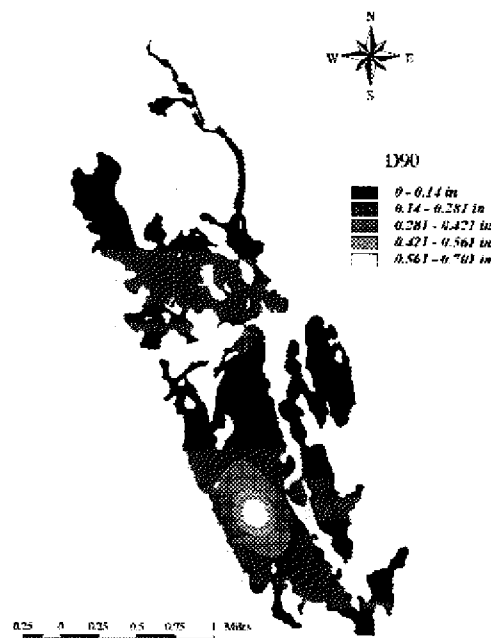 N
W E
S
D90
0 - 0.14 in
0.14 - 0.281 in
0.281 - 0.421 in
0.421 - 0.561 in
0.561 - 0.701 in
0.25 0 0.25 0.5 0.75 1 Miles